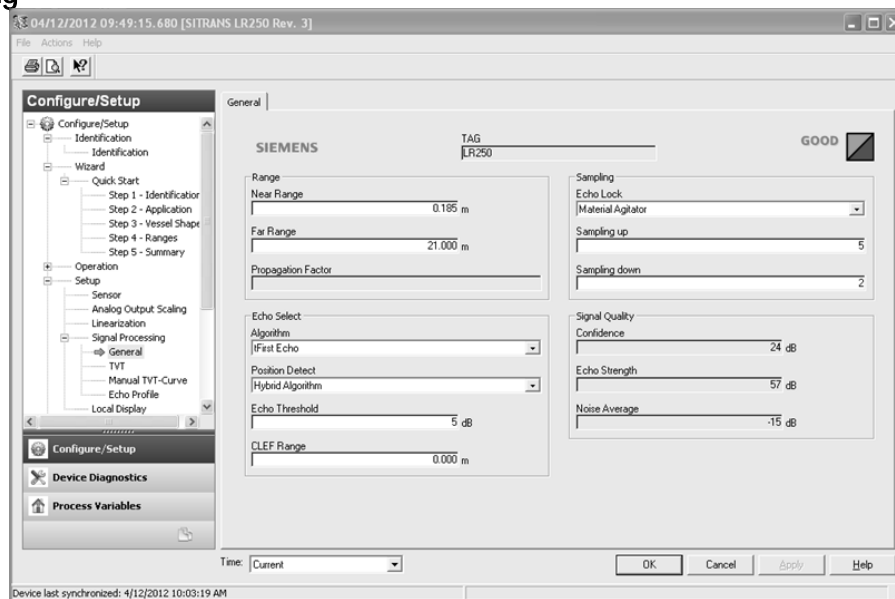 g
04/12/2012 09:49:15.680 [SITRANS LR250 Rev. 3]
File Actions Help
Configure/Setup
Configure/Setup
Identification
Identification
Wizard
Quick Start
Step 1 - Identification
Step 2 - Application
Step 3 - Vessel Shape
Step 4 - Ranges
Step 5 - Summary
Operation
Setup
Sensor
Analog Output Scaling
Linearization
Signal Processing
General
TVT
Manual TVT-Curve
Echo Profile
Local Display
Configure/Setup
Device Diagnostics
Process Variables
General
SIEMENS
TAG
LR250
GOOD
Range
Near Range
0.185 m
Far Range
21.000 m
Propagation Factor
Echo Select
Algorithm
tFirst Echo
Position Detect
Hybrid Algorithm
Echo Threshold
5 dB
CLEF Range
0.000 m
Sampling
Echo Lock
Material Agitator
Sampling up
5
Sampling down
2
Signal Quality
Confidence
24 dB
Echo Strength
57 dB
Noise Average
-15 dB
Time: Current
OK Cancel Apply Help
Device last synchronized: 4/12/2012 10:03:19 AM